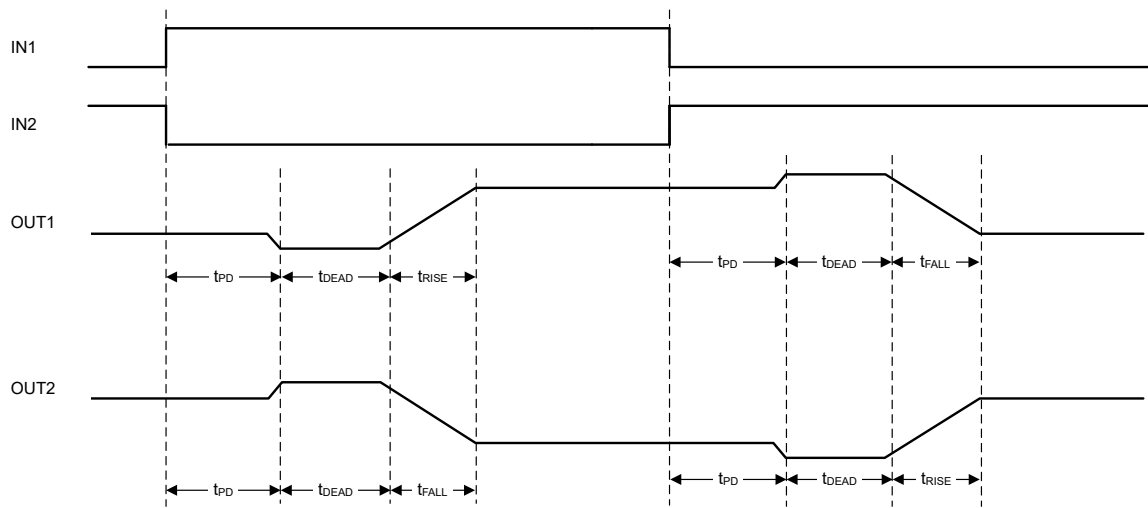 IN1
IN2
OUT1
tPD tDEAD tRISE tPD tDEAD tFALL
OUT2
tPD tDEAD tFALL tPD tDEAD tRISE